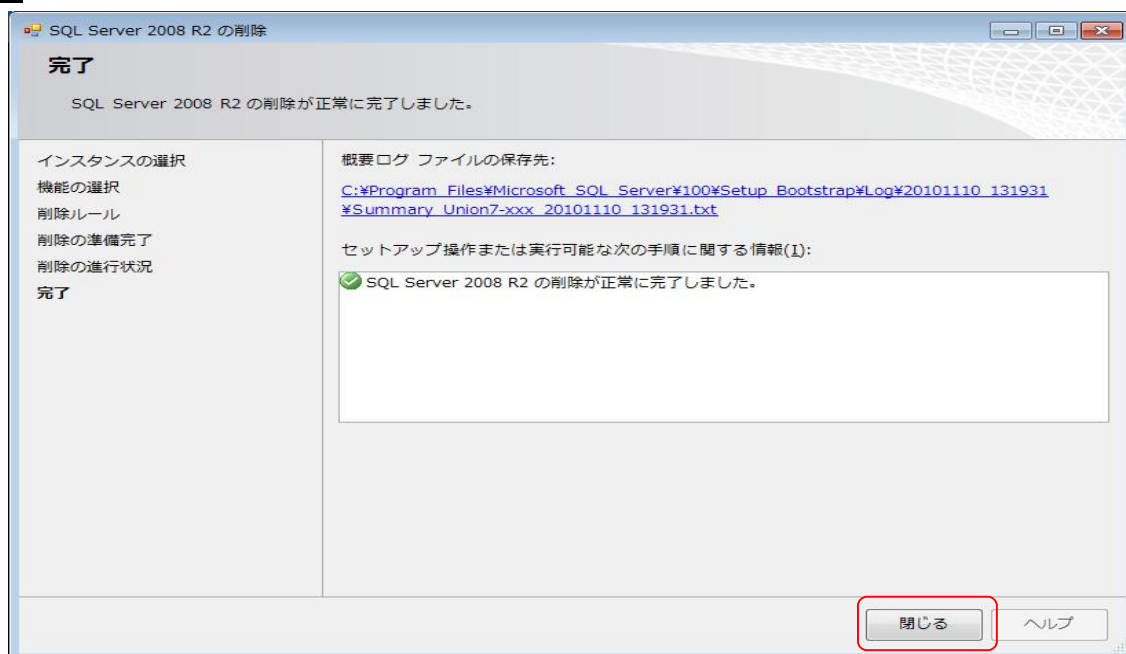 SQL Server 2008 R2 の削除
完了
SQL Server 2008 R2 の削除が正常に完了しました。
インスタンスの選択
機能の選択
削除ルール
削除の準備完了
削除の進行状況
完了
概要ログ ファイルの保存先:
C:¥Program Files¥Microsoft SQL Server¥100¥Setup Bootstrap¥Log¥20101110_131931
¥Summary_Union7-xxx_20101110_131931.txt
セットアップ操作または実行可能な次の手順に関する情報(I):
SQL Server 2008 R2 の削除が正常に完了しました。
閉じる
ヘルプ